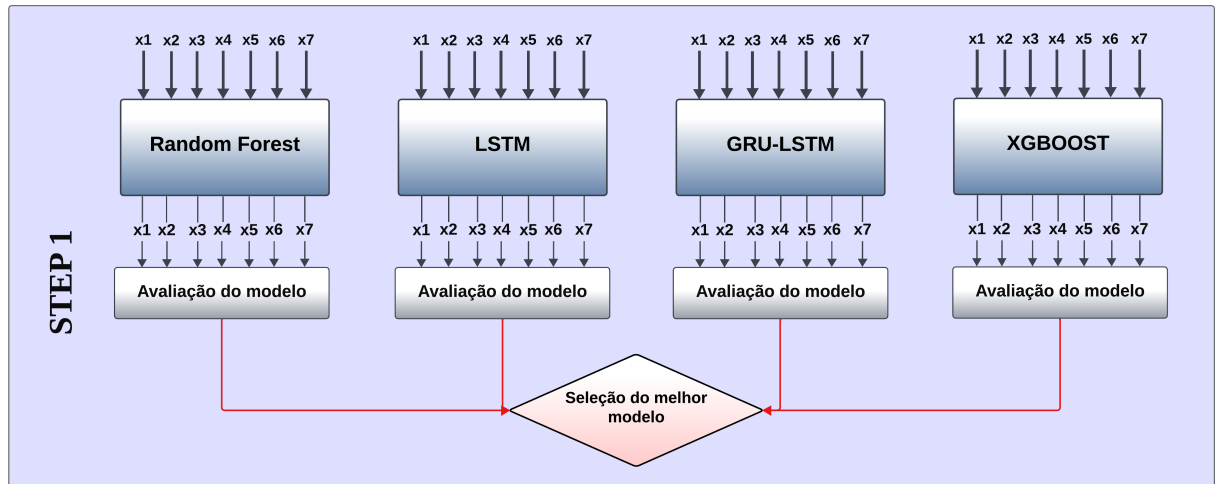 x1 x2 x3 x4 x5 x6 x7
x1 x2 x3 x4 x5 x6 x7
x1 x2 x3 x4 x5 x6 x7
x1 x2 x3 x4 x5 x6 x7
Random Forest
LSTM
GRU-LSTM
XGBOOST
x1 x2 x3 x4 x5 x6 x7
x1 x2 x3 x4 x5 x6 x7
x1 x2 x3 x4 x5 x6 x7
x1 x2 x3 x4 x5 x6 x7
STEP 1
Avaliação do modelo
Avaliação do modelo
Avaliação do modelo
Avaliação do modelo
Seleção do melhor
modelo